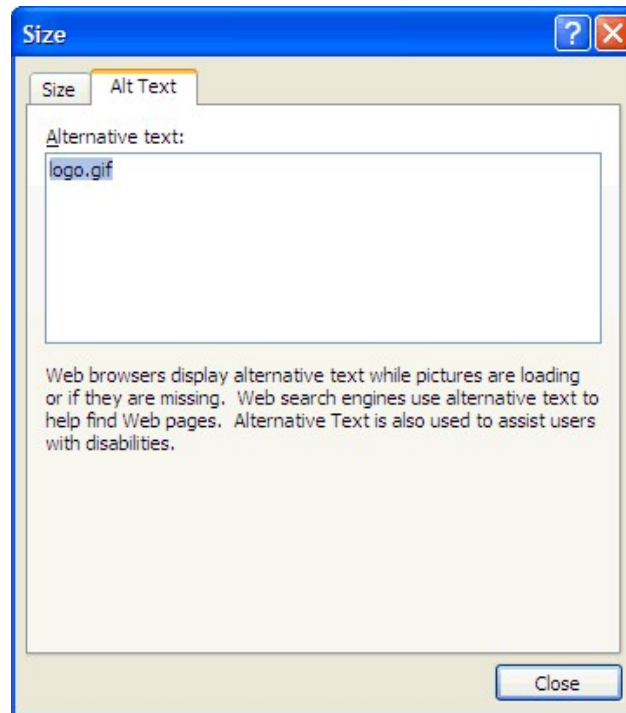 Size
Size Alt Text
Alternative text:
logo.gif
Web browsers display alternative text while pictures are loading
or if they are missing. Web search engines use alternative text to
help find Web pages. Alternative Text is also used to assist users
with disabilities.
Close